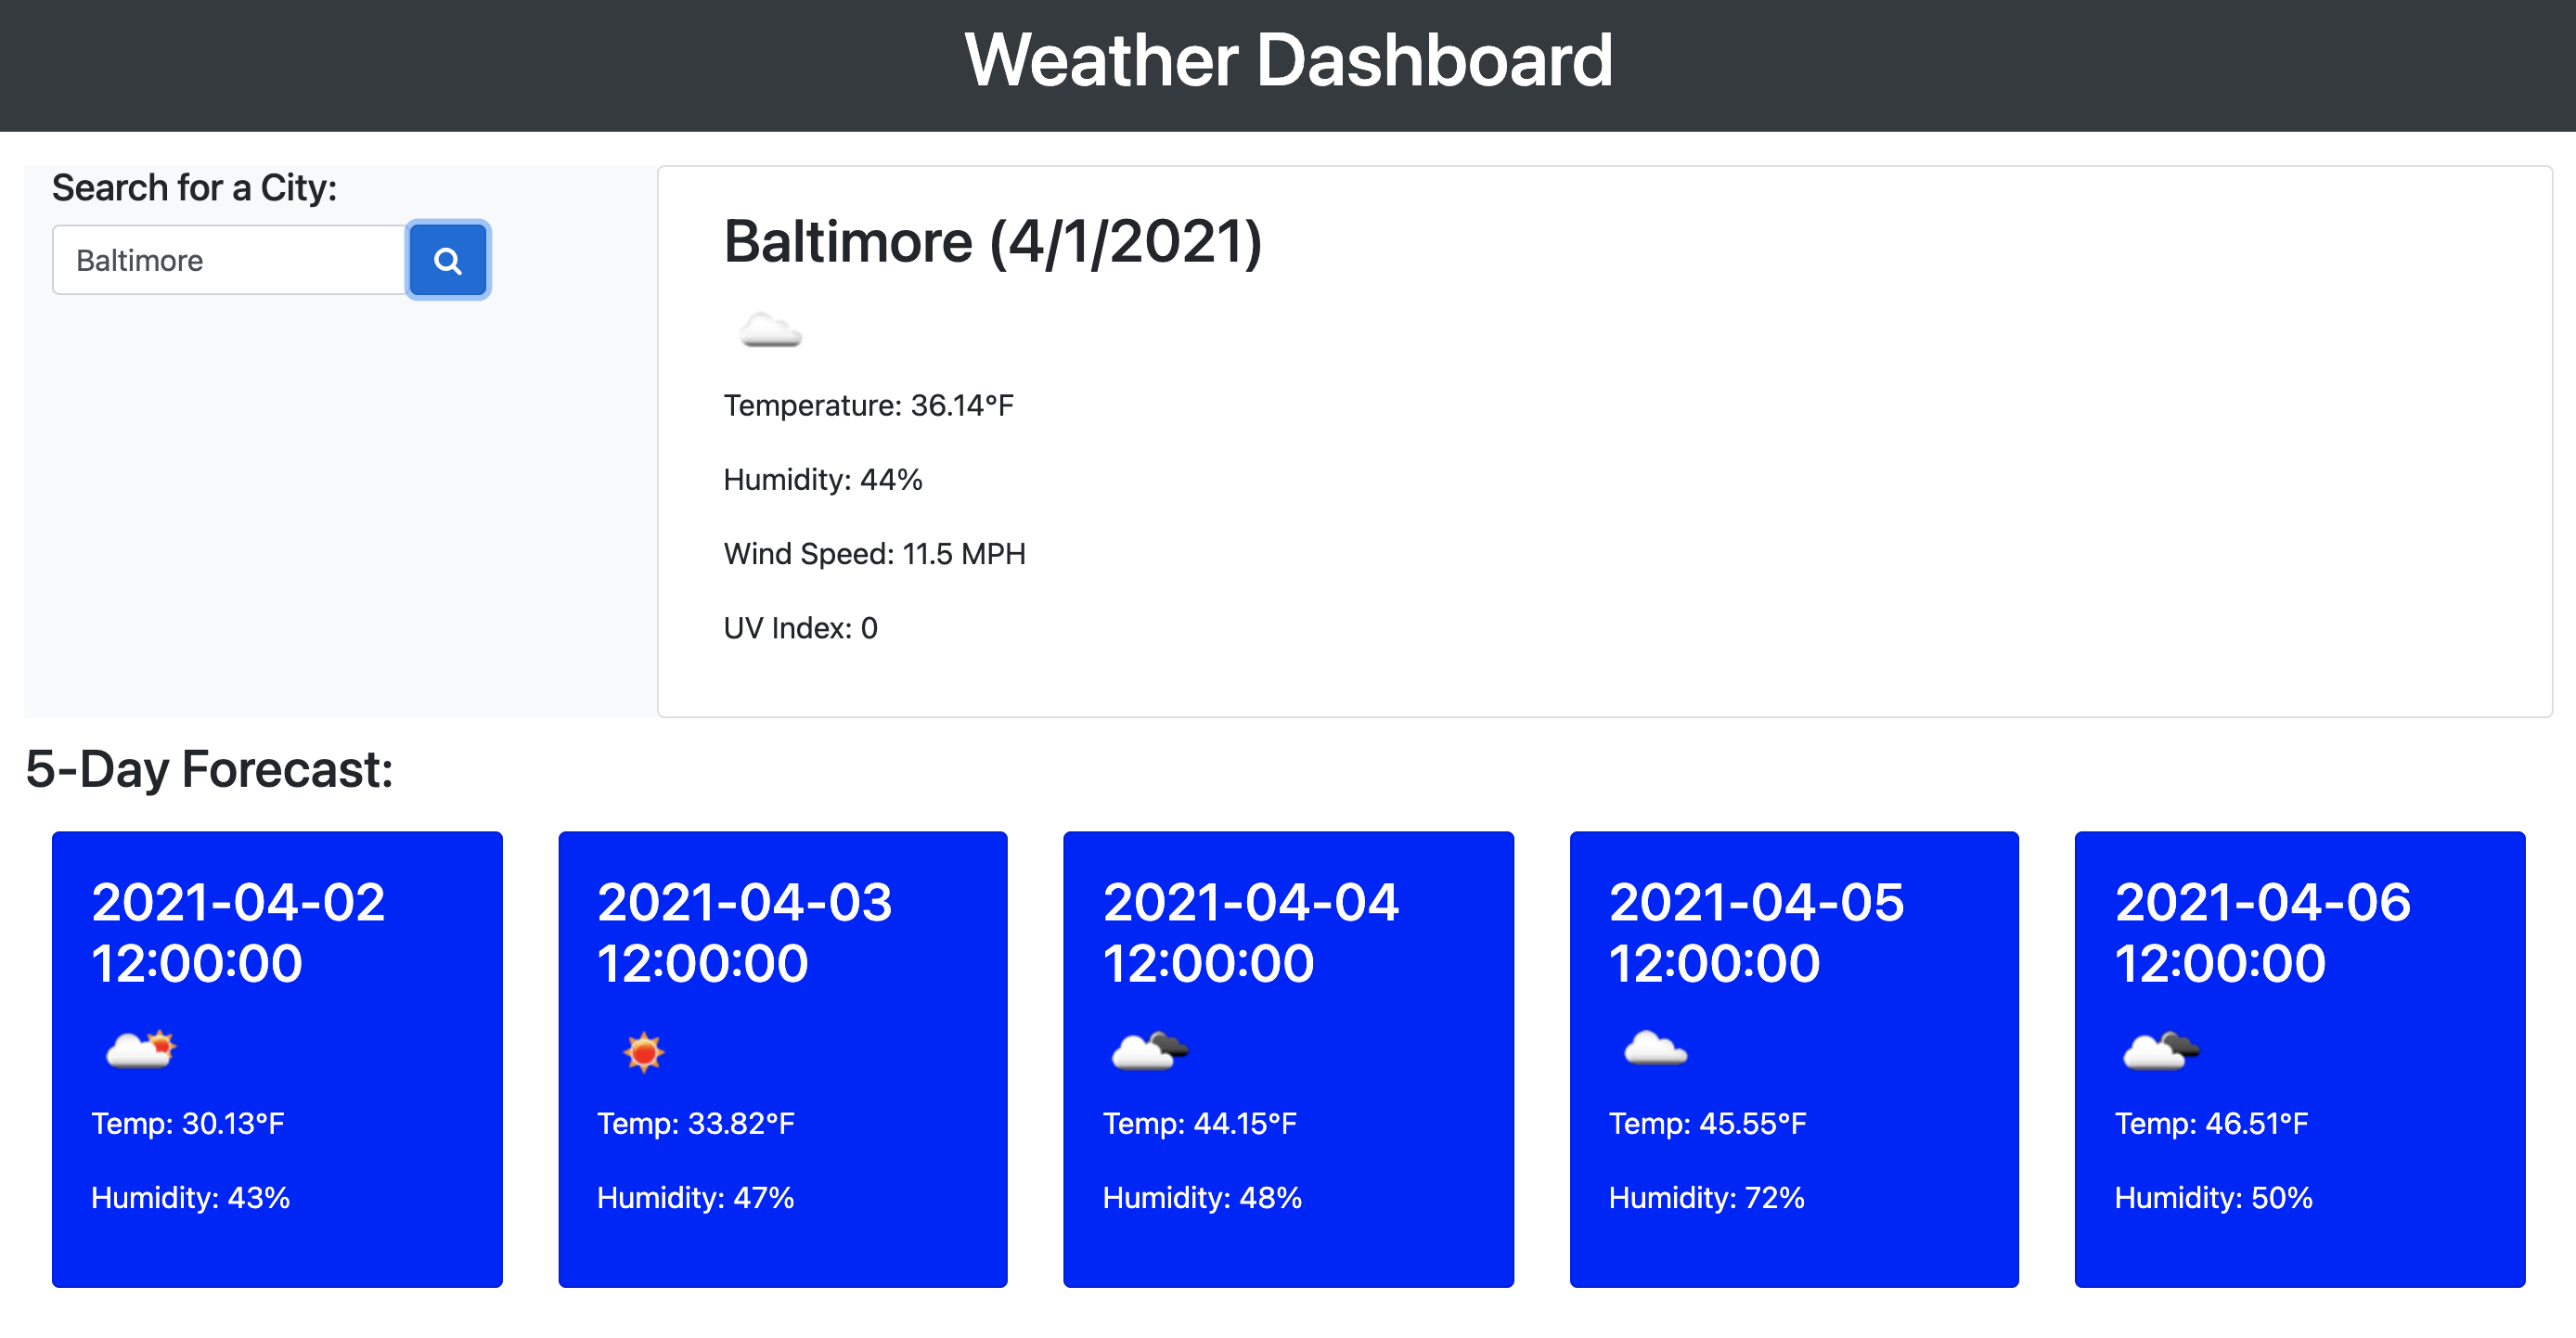 Weather Dashboard
Search for a City:
Baltimore
Baltimore (4/1/2021)
Temperature: 36.14°F
Humidity: 44%
Wind Speed: 11.5 MPH
UV Index: 0
5-Day Forecast:
2021-04-02
12:00:00
Temp: 30.13°F
Humidity: 43%
2021-04-03
12:00:00
Temp: 33.82°F
Humidity: 47%
2021-04-04
12:00:00
Temp: 44.15°F
Humidity: 48%
2021-04-05
12:00:00
Temp: 45.55°F
Humidity: 72%
2021-04-06
12:00:00
Temp: 46.51°F
Humidity: 50%